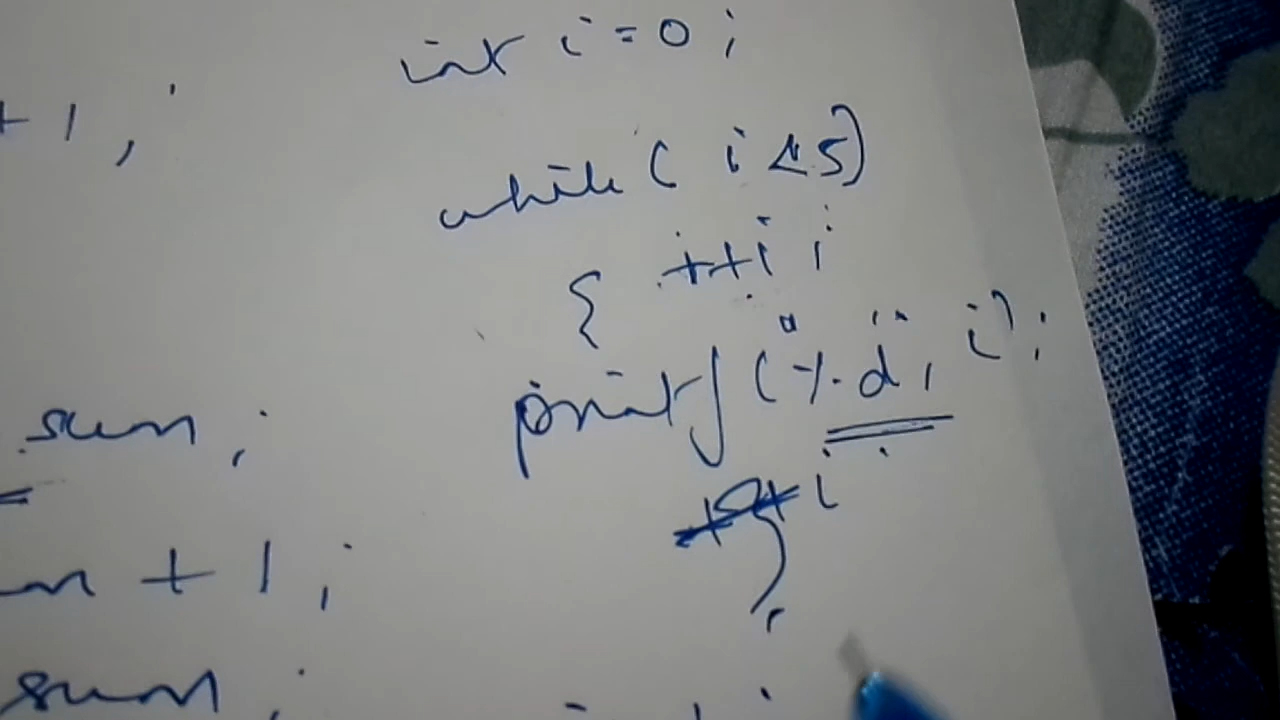 int i = 0 ;
+ 1 ;
while ( i < 5 )
{ ++i ;
printf ( "%d", i ) ;
sum ;
i
}
+ 1 ;
sum ;